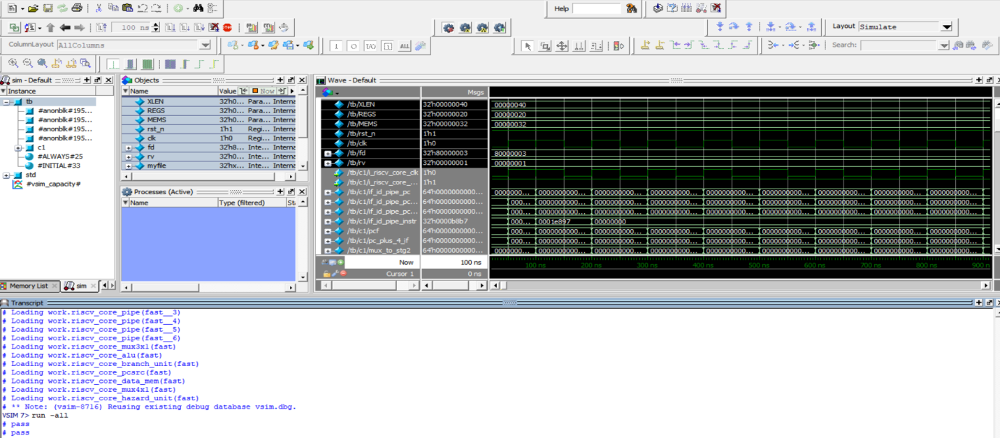 Help
100 ns
Layout Simulate
ColumnLayout AllColumns
Search:
sim - Default
Instance
tb
#anonblk#195...
#anonblk#195...
#anonblk#195...
#anonblk#195...
c1
#ALWAYS#25
#INITIAL#33
std
#vsim_capacity#
Memory List
sim
Objects
Name Value Now
XLEN 32'h0... Para... Interna
REGS 32'h0... Para... Interna
MEMS 32'h0... Para... Interna
rst_n 1'h1 Regi... Interna
clk 1'h0 Regi... Interna
fd 32'h8... Inte... Interna
rv 32'h0... Inte... Interna
myfile 32'hx... Inte... Interna
Processes (Active)
Name Type (filtered) St
Wave - Default
Msgs
/tb/XLEN 32'h00000040 00000040
/tb/REGS 32'h00000020 00000020
/tb/MEMS 32'h00000032 00000032
/tb/rst_n 1'h1
/tb/clk 1'h0
/tb/fd 32'h80000003 80000003
/tb/rv 32'h00000001 00000001
/tb/c1/i_riscv_core_clk 1'h0
/tb/c1/i_riscv_core_... 1'h1
/tb/c1/if_id_pipe_pc 64'h0000000000... 0000000... 0000000000... 0000000000... 0000000000... 0000000000... 0000000000... 0000000000... 0000000000... 0000000000...
/tb/c1/if_id_pipe_pc... 64'h0000000000... 000... 0000000000... 0000000000... 0000000000... 0000000000... 0000000000... 0000000000... 0000000000... 0000000000...
/tb/c1/if_id_pipe_pc... 64'h0000000000... 000... 0000000000... 0000000000... 0000000000... 0000000000... 0000000000... 0000000000... 0000000000... 0000000000...
/tb/c1/if_id_pipe_instr 32'h0000b8b7 000... 0001e897 00000000
/tb/c1/pcf 64'h0000000000... 000... 0000000000... 0000000000... 0000000000... 0000000000... 0000000000... 0000000000... 0000000000... 0000000000...
/tb/c1/pc_plus_4_if 64'h0000000000... 000... 0000000000... 0000000000... 0000000000... 0000000000... 0000000000... 0000000000... 0000000000... 0000000000...
/tb/c1/mux_to_stg2 64'h0000000000... 0000000... 0000000000... 0000000000... 0000000000... 0000000000... 0000000000... 0000000000... 0000000000... 0000000000...
Now 100 ns
100 ns 200 ns 300 ns 400 ns 500 ns 600 ns 700 ns 800 ns 900 n
Cursor 1 0 ns
Transcript
# Loading work.riscv_core_pipe(fast__3)
# Loading work.riscv_core_pipe(fast__4)
# Loading work.riscv_core_pipe(fast__5)
# Loading work.riscv_core_pipe(fast__6)
# Loading work.riscv_core_mux3x1(fast)
# Loading work.riscv_core_alu(fast)
# Loading work.riscv_core_branch_unit(fast)
# Loading work.riscv_core_pcsrc(fast)
# Loading work.riscv_core_data_mem(fast)
# Loading work.riscv_core_mux4x1(fast)
# Loading work.riscv_core_hazard_unit(fast)
# ** Note: (vsim-8716) Reusing existing debug database vsim.dbg.
VSIM 7> run -all
# pass
# pass